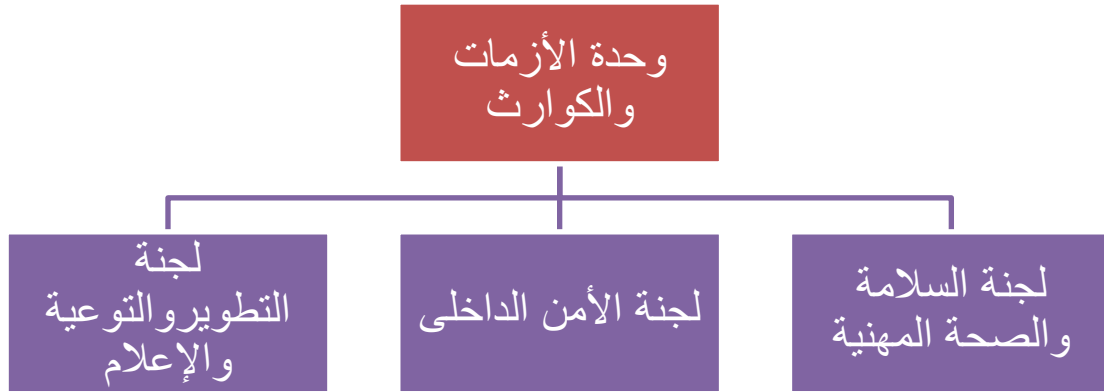 وحدة الأزمات
والكوارث
لجنة السلامة
والصحة المهنية
لجنة الأمن الداخلى
لجنة
التطويروالتوعية
والإعلام